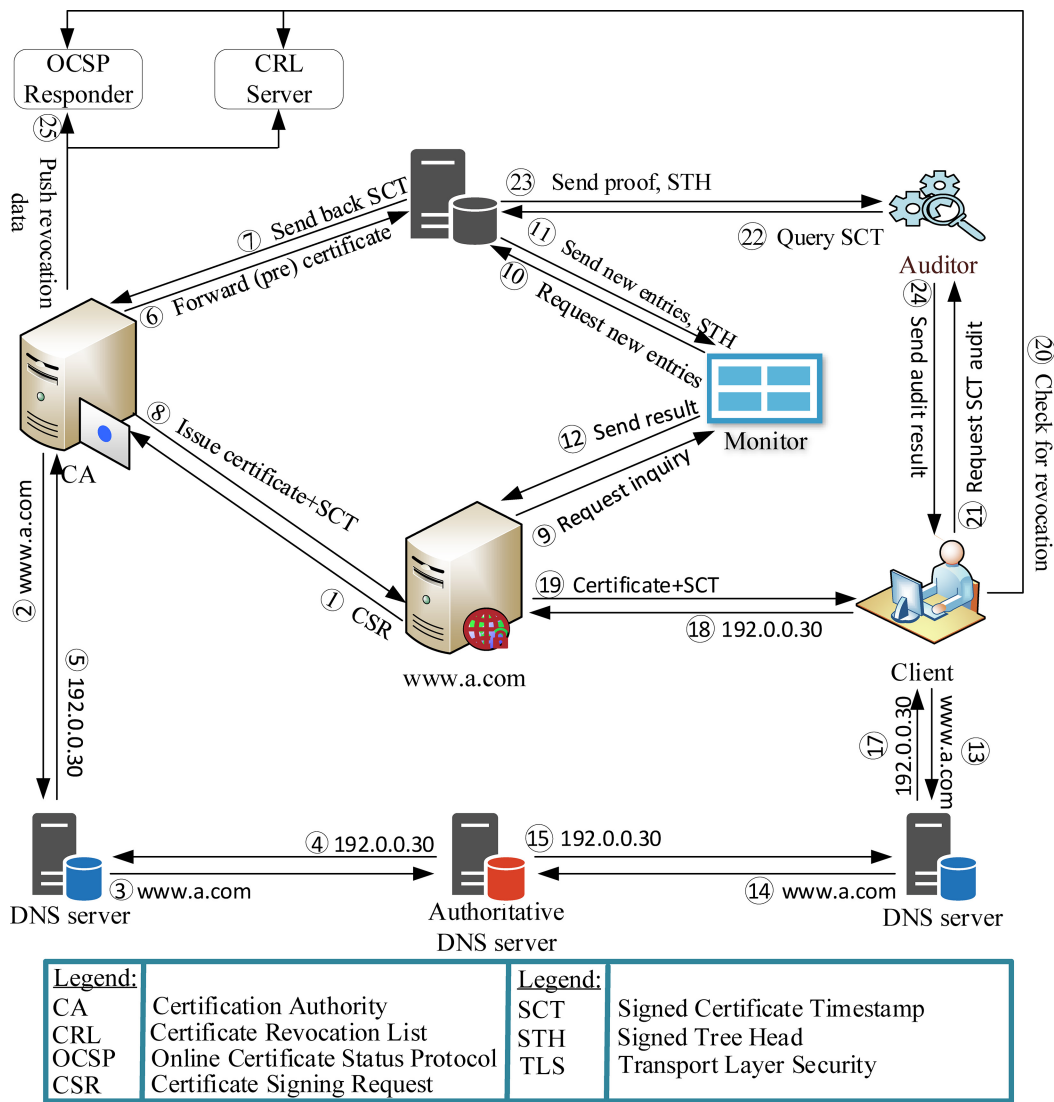 OCSP
Responder
CRL
Server
㉕ Push revocation
data
⑦ Send back SCT
⑥ Forward (pre) certificate
㉓ Send proof, STH
㉒ Query SCT
⑪ Send new entries, STH
⑩ Request new entries
Auditor
㉔ Send audit result
㉑ Request SCT audit
⑳ Check for revocation
CA
⑧ Issue certificate+SCT
① CSR
⑫ Send result
⑨ Request inquiry
Monitor
② www.a.com
⑤ 192.0.0.30
⑲ Certificate+SCT
⑱ 192.0.0.30
www.a.com
Client
⑰ 192.0.0.30
⑬ www.a.com
④ 192.0.0.30
③ www.a.com
⑮ 192.0.0.30
⑭ www.a.com
DNS server
Authoritative
DNS server
DNS server
Legend:
CA Certification Authority
CRL Certificate Revocation List
OCSP Online Certificate Status Protocol
CSR Certificate Signing Request
Legend:
SCT Signed Certificate Timestamp
STH Signed Tree Head
TLS Transport Layer Security